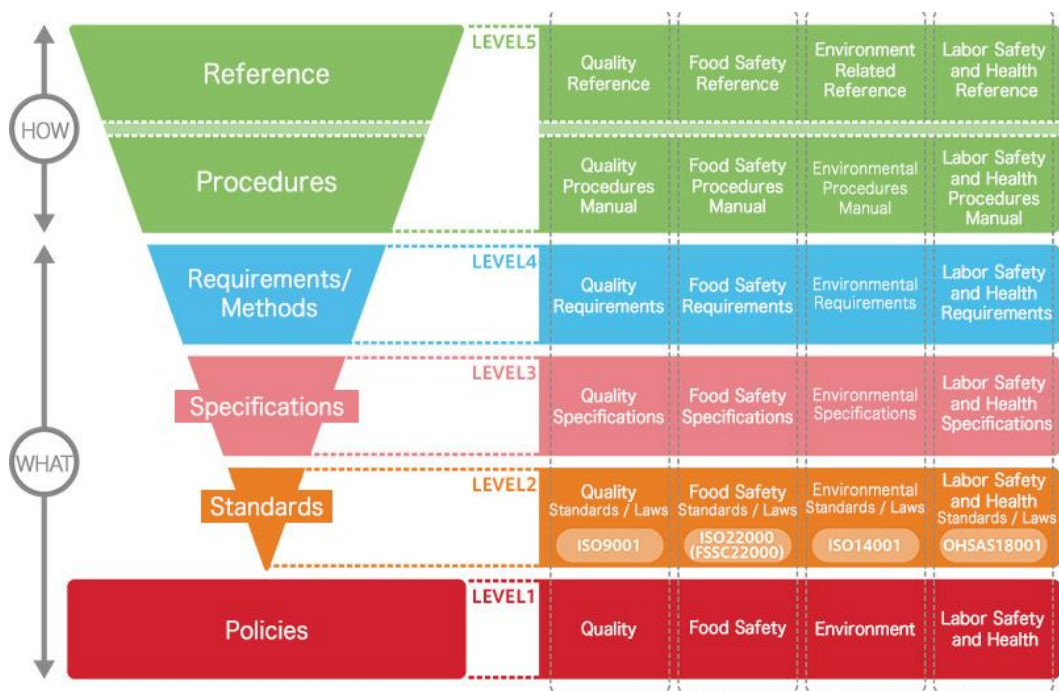 HOW
WHAT
Reference
Procedures
Requirements/
Methods
Specifications
Standards
Policies
LEVEL5
Quality
Reference
Food Safety
Reference
Environment
Related
Reference
Labor Safety
and Health
Reference
Quality
Procedures
Manual
Food Safety
Procedures
Manual
Environmental
Procedures
Manual
Labor Safety
and Health
Procedures
Manual
LEVEL4
Quality
Requirements
Food Safety
Requirements
Environmental
Requirements
Labor Safety
and Health
Requirements
LEVEL3
Quality
Specifications
Food Safety
Specifications
Environmental
Specifications
Labor Safety
and Health
Specifications
LEVEL2
Quality
Standards / Laws
ISO9001
Food Safety
Standards / Laws
ISO22000
(FSSC22000)
Environmental
Standards / Laws
ISO14001
Labor Safety
and Health
Standards / Laws
OHSAS18001
LEVEL1
Quality
Food Safety
Environment
Labor Safety
and Health